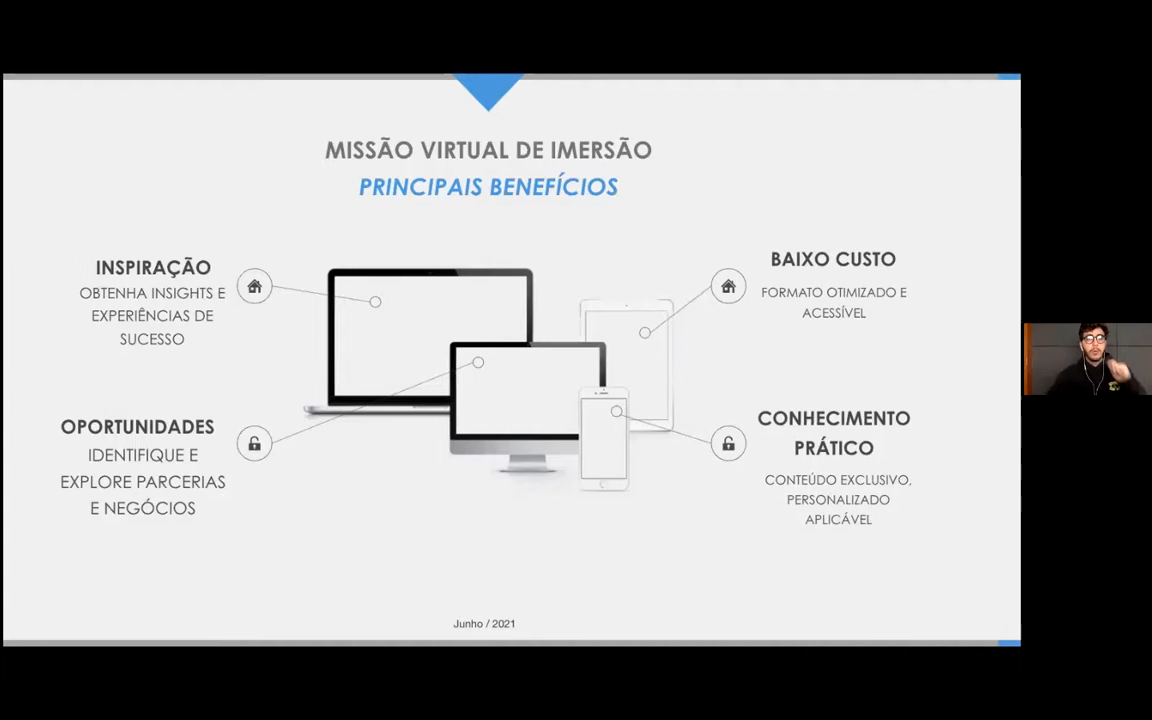 MISSÃO VIRTUAL DE IMERSÃO
PRINCIPAIS BENEFÍCIOS
INSPIRAÇÃO
OBTENHA INSIGHTS E
EXPERIÊNCIAS DE
SUCESSO
OPORTUNIDADES
IDENTIFIQUE E
EXPLORE PARCERIAS
E NEGÓCIOS
BAIXO CUSTO
FORMATO OTIMIZADO E
ACESSÍVEL
CONHECIMENTO
PRÁTICO
CONTEÚDO EXCLUSIVO,
PERSONALIZADO
APLICÁVEL
Junho / 2021